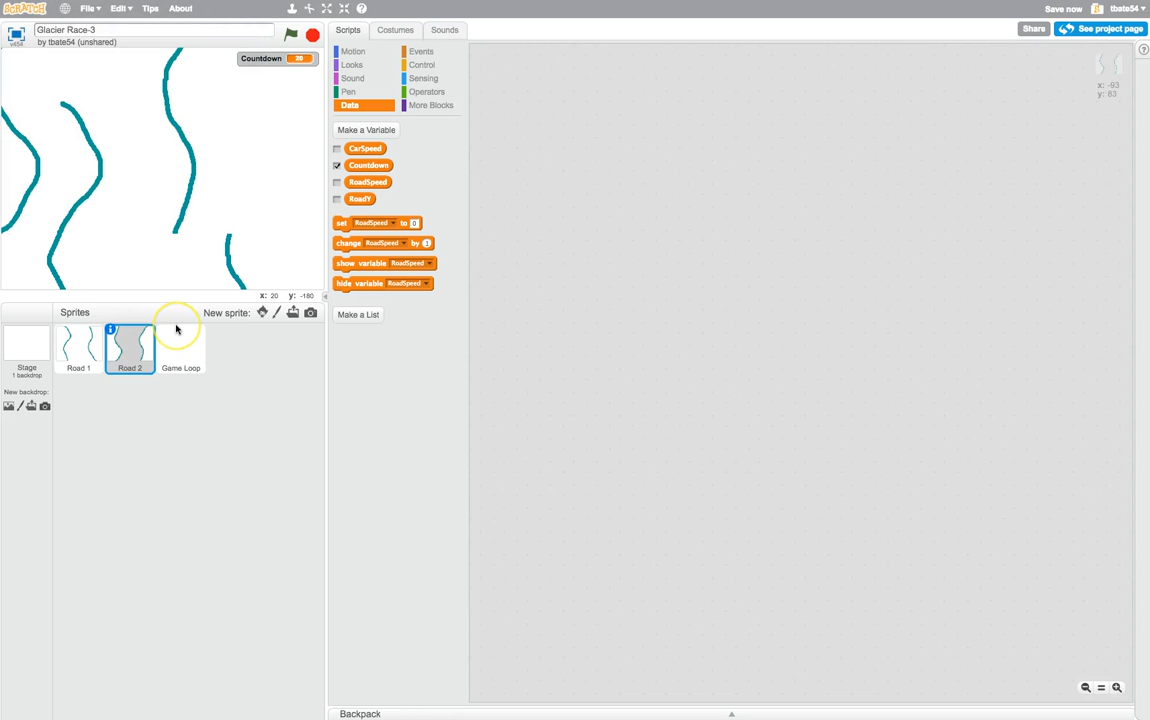 SCRATCH File▾ Edit▾ Tips About Save now tbate54▾
Glacier Race-3
v454 by tbate54 (unshared)
Scripts Costumes Sounds
Share See project page
Countdown 20
Motion Events
Looks Control
Sound Sensing
Pen Operators
Data More Blocks
x: -93
y: 83
Make a Variable
CarSpeed
Countdown
RoadSpeed
RoadY
set RoadSpeed to 0
change RoadSpeed by 1
show variable RoadSpeed
hide variable RoadSpeed
Make a List
x: 20 y: -180
Sprites New sprite:
Stage
1 backdrop
Road 1 Road 2 Game Loop
New backdrop:
Backpack